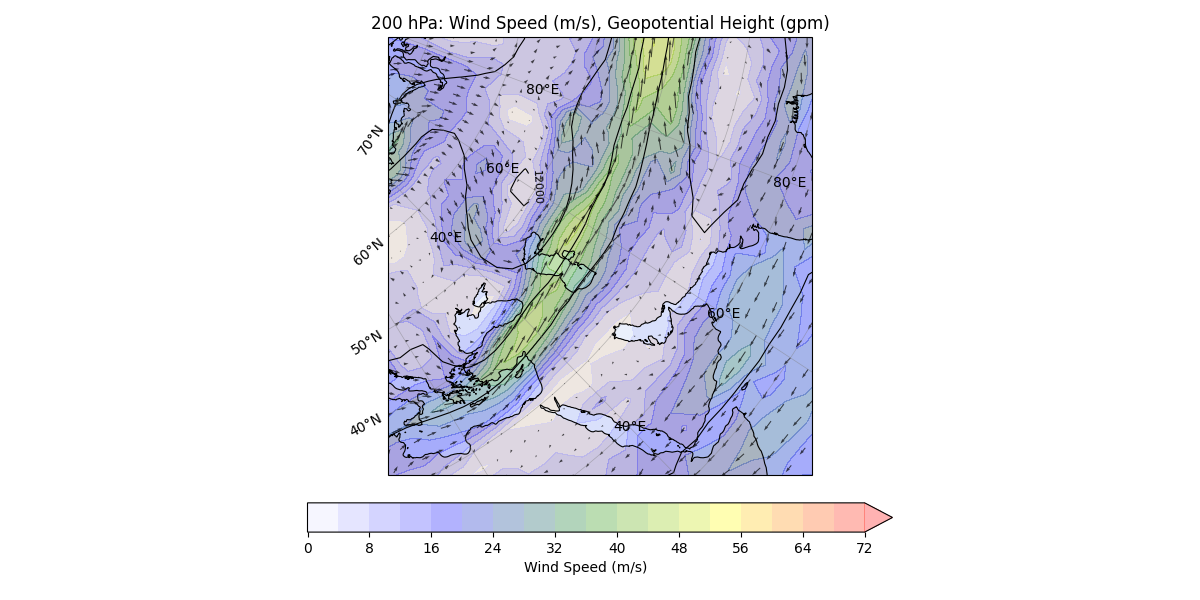 200 hPa: Wind Speed (m/s), Geopotential Height (gpm)
80°E
70°N
60°E
12000
80°E
40°E
60°N
60°E
50°N
40°N
40°E
0 8 16 24 32 40 48 56 64 72
Wind Speed (m/s)